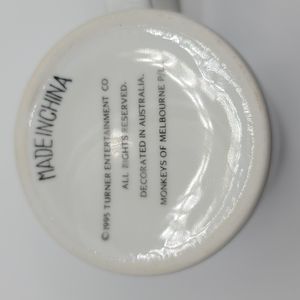 MADE IN CHINA
© 1995 TURNER ENTERTAINMENT CO
ALL RIGHTS RESERVED.
DECORATED IN AUSTRALIA.
MONKEYS OF MELBOURNE P/L